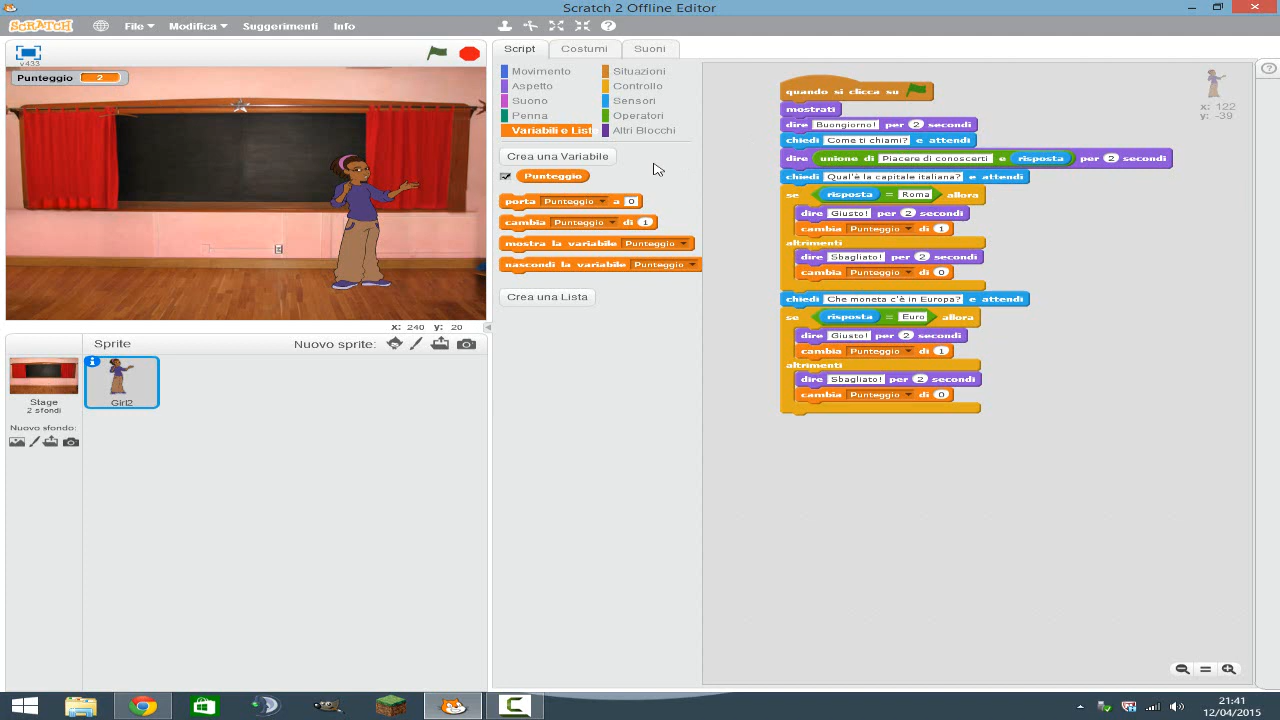 Scratch 2 Offline Editor
SCRATCH
File
Modifica
Suggerimenti
Info
v433
Punteggio 2
x: 240 y: 20
Sprite
Nuovo sprite:
Stage
2 sfondi
Nuovo sfondo:
Girl2
Script
Costumi
Suoni
Movimento
Situazioni
Aspetto
Controllo
Suono
Sensori
Penna
Operatori
Variabili e Liste
Altri Blocchi
Crea una Variabile
Punteggio
porta Punteggio a 0
cambia Punteggio di 1
mostra la variabile Punteggio
nascondi la variabile Punteggio
Crea una Lista
quando si clicca su
mostrati
dire Buongiorno! per 2 secondi
chiedi Come ti chiami? e attendi
dire unione di Piacere di conoscerti e risposta per 2 secondi
chiedi Qual'è la capitale italiana? e attendi
se risposta = Roma allora
dire Giusto! per 2 secondi
cambia Punteggio di 1
altrimenti
dire Sbagliato! per 2 secondi
cambia Punteggio di 0
chiedi Che moneta c'è in Europa? e attendi
se risposta = Euro allora
dire Giusto! per 2 secondi
cambia Punteggio di 1
altrimenti
dire Sbagliato! per 2 secondi
cambia Punteggio di 0
x: 122
y: -39
21:41
12/04/2015